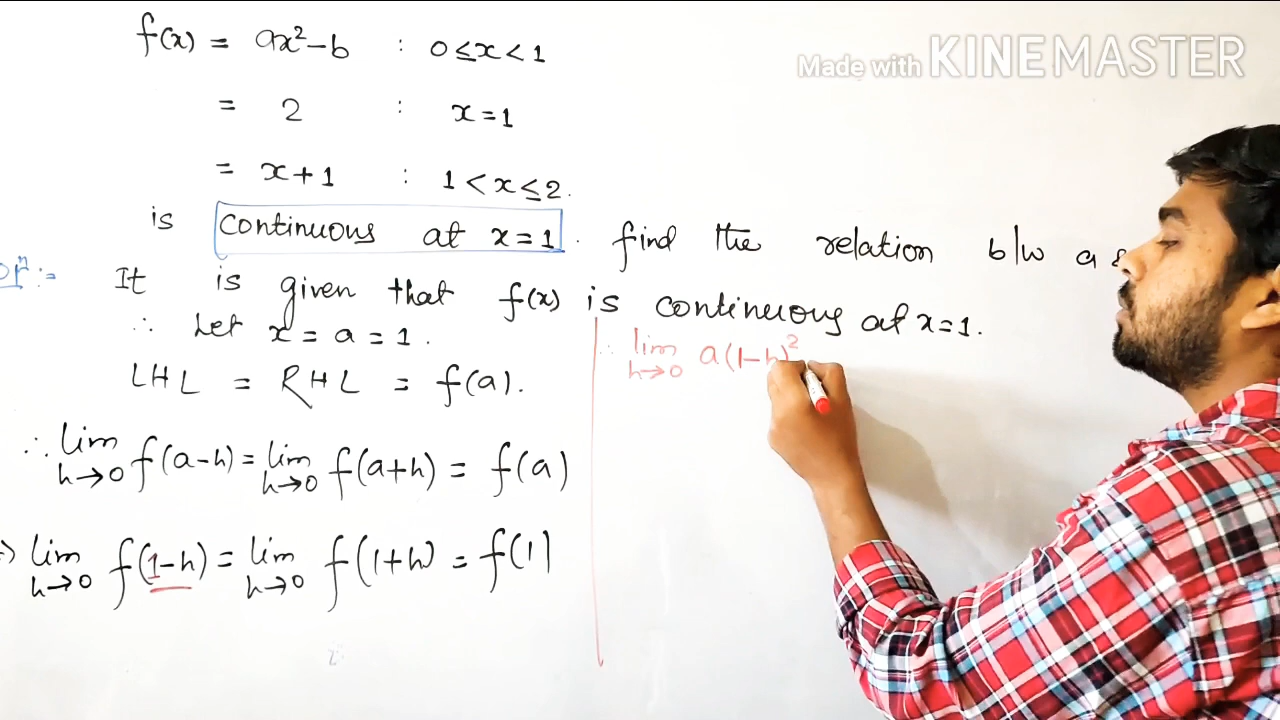 Made with KINEMASTER
f(x) = ax²-b : 0≤x<1
= 2 : x=1
= x+1 : 1<x≤2.
is continuous at x=1. find the relation b/w a &
It is given that f(x) is continuous at x=1.
∴ Let x=a=1.
LHL = RHL = f(a).
∴ lim h→0 f(a-h) = lim h→0 f(a+h) = f(a)
⇒ lim h→0 f(1-h) = lim h→0 f(1+h) = f(1)
∴ lim h→0 a(1-h)²